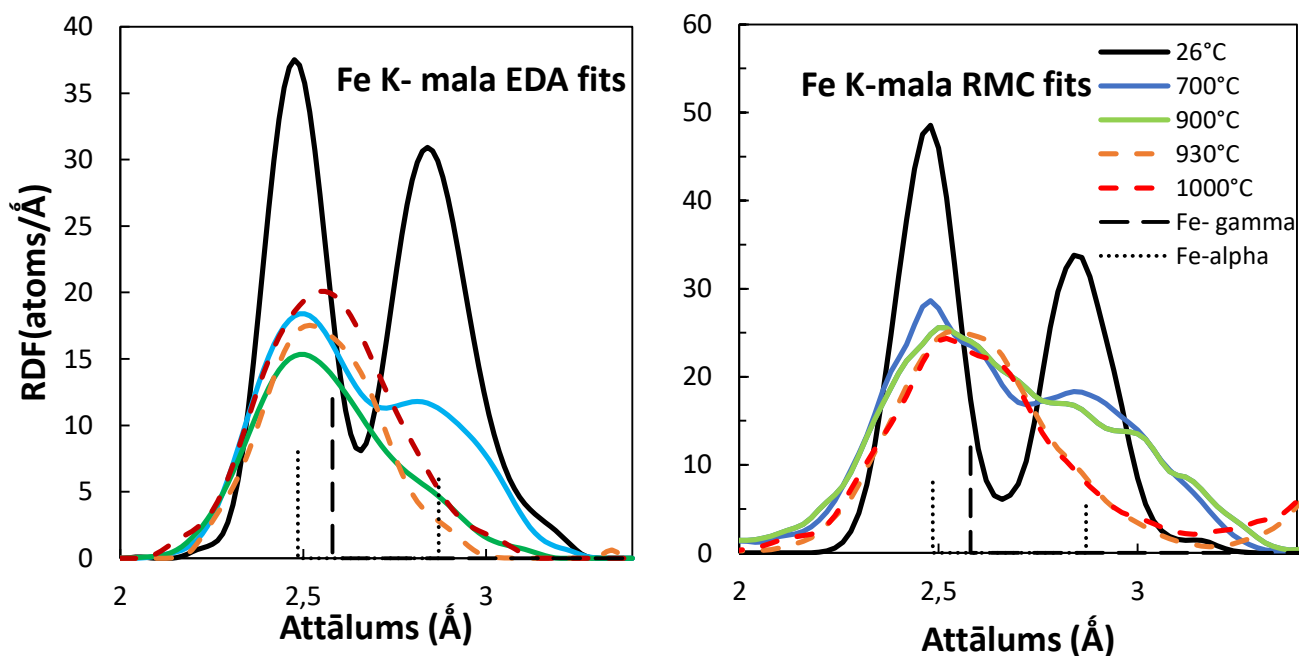 40
35
30
25
20
15
10
5
0
RDF(atoms/Å)
Fe K- mala EDA fits
2
2,5
3
Attālums (Å)
60
50
40
30
20
10
0
Fe K-mala RMC fits
26°C
700°C
900°C
930°C
1000°C
Fe- gamma
Fe-alpha
2
2,5
3
Attālums (Å)